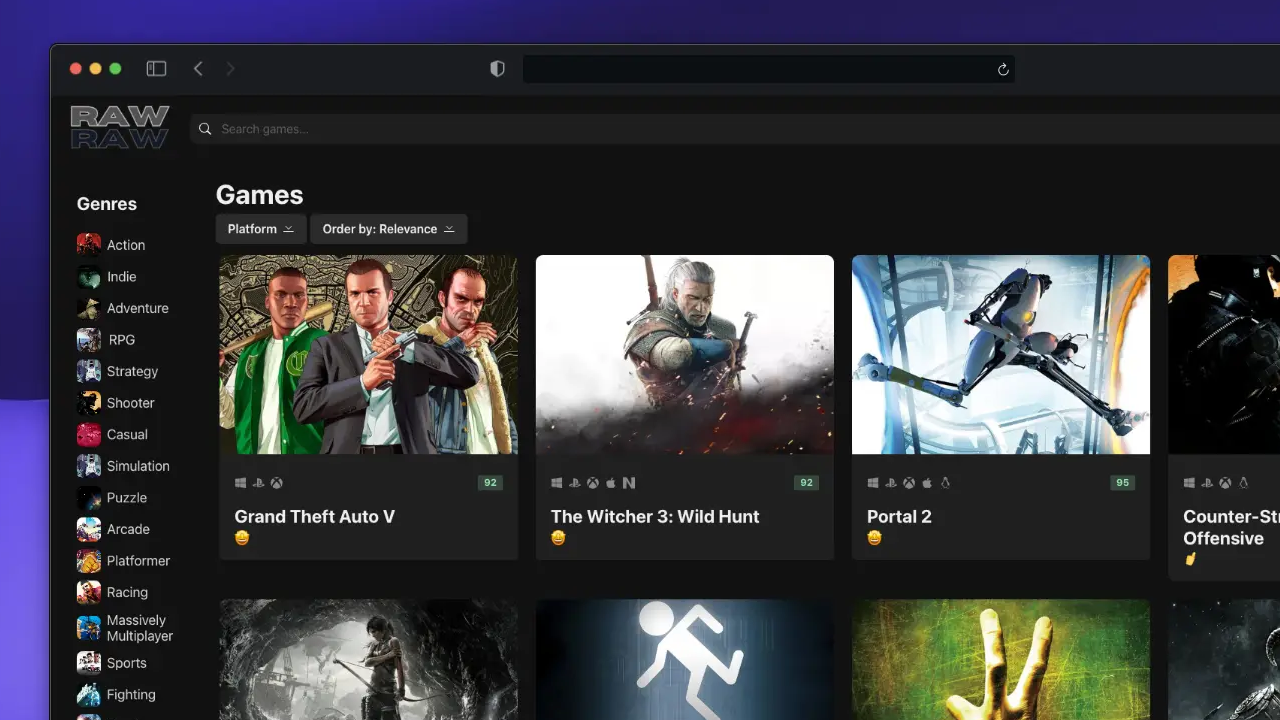 RAW
RAW
Search games...
Genres
Action
Indie
Adventure
RPG
Strategy
Shooter
Casual
Simulation
Puzzle
Arcade
Platformer
Racing
Massively
Multiplayer
Sports
Fighting
Games
Platform
Order by: Relevance
92
Grand Theft Auto V
92
The Witcher 3: Wild Hunt
95
Portal 2
Counter-Str
Offensive